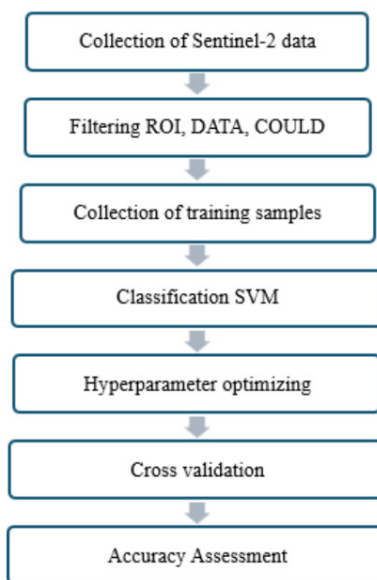 Collection of Sentinel-2 data
Filtering ROI, DATA, COULD
Collection of training samples
Classification SVM
Hyperparameter optimizing
Cross validation
Accuracy Assessment